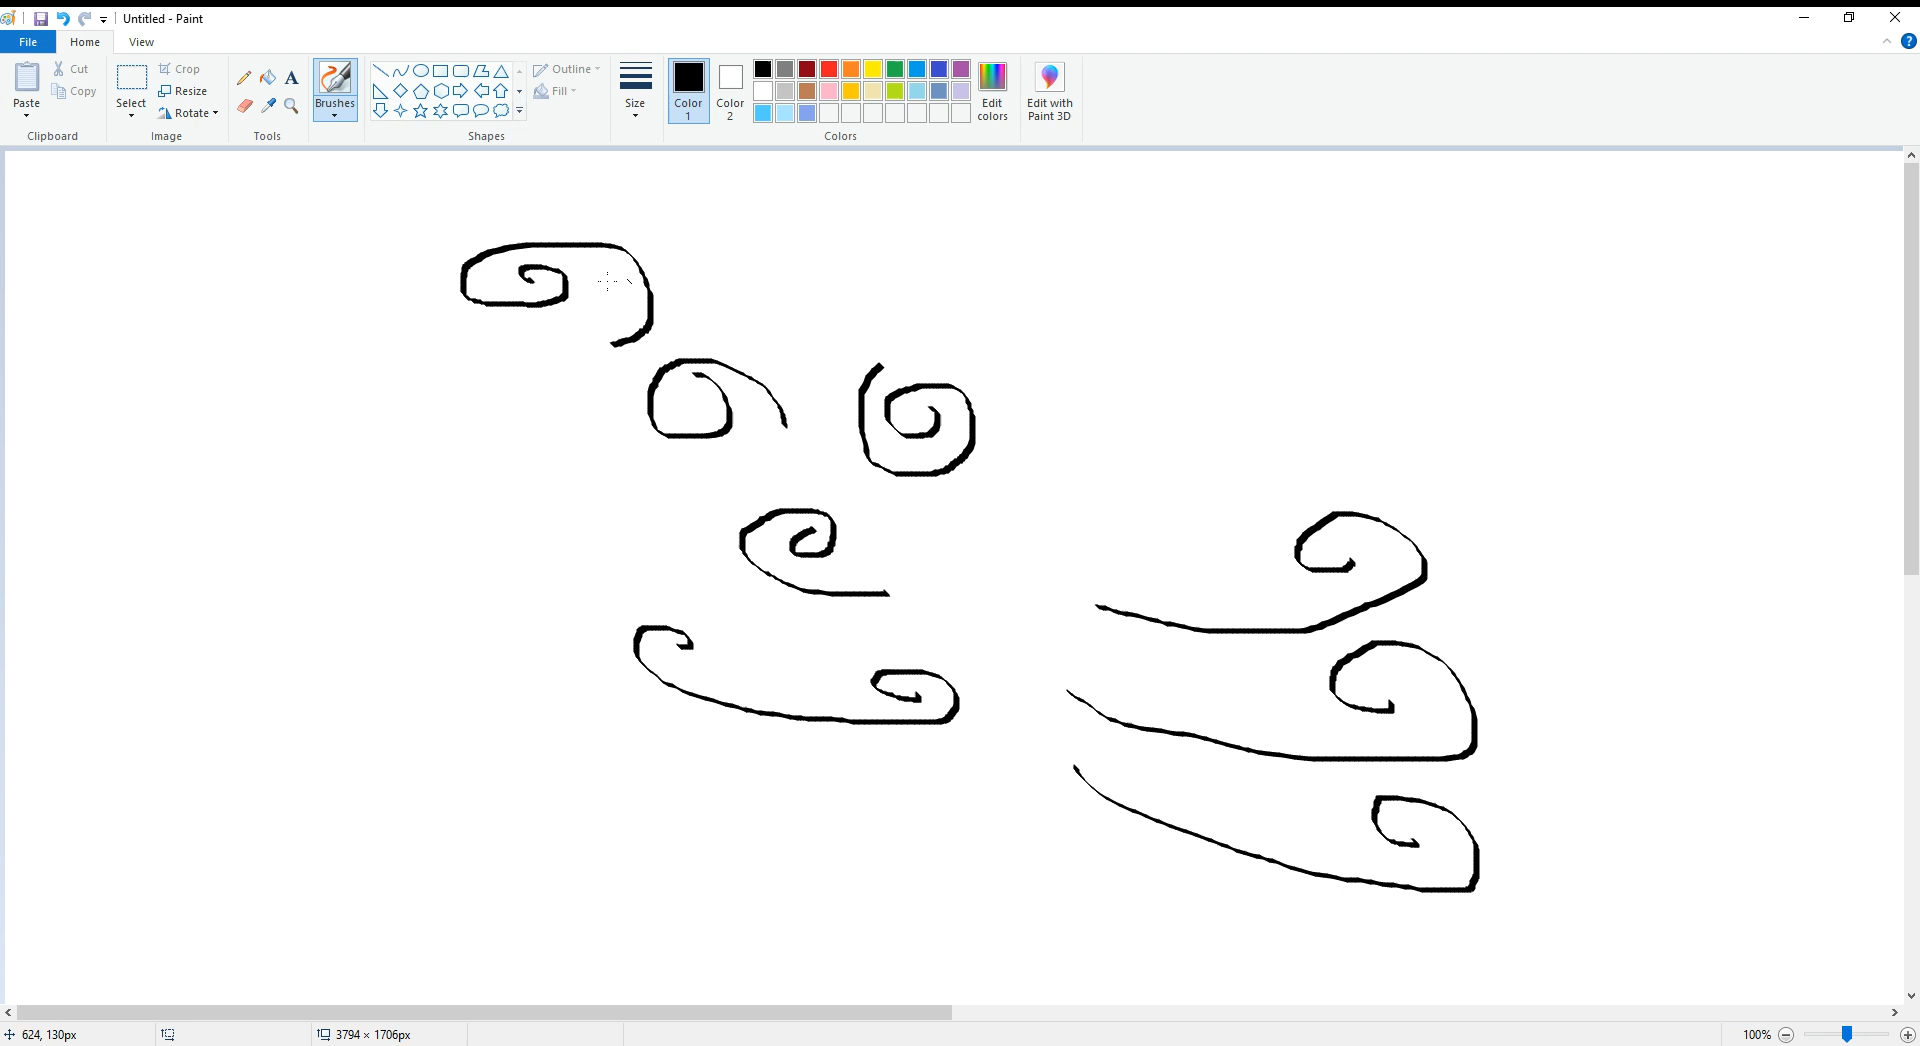 Untitled - Paint
File Home View
Paste
Cut
Copy
Clipboard
Select
Crop
Resize
Rotate
Image
A
Tools
Brushes
Shapes
Outline
Fill
Size
Color 1
Color 2
Colors
Edit colors
Edit with Paint 3D
?
624, 130px
3794 × 1706px
100%